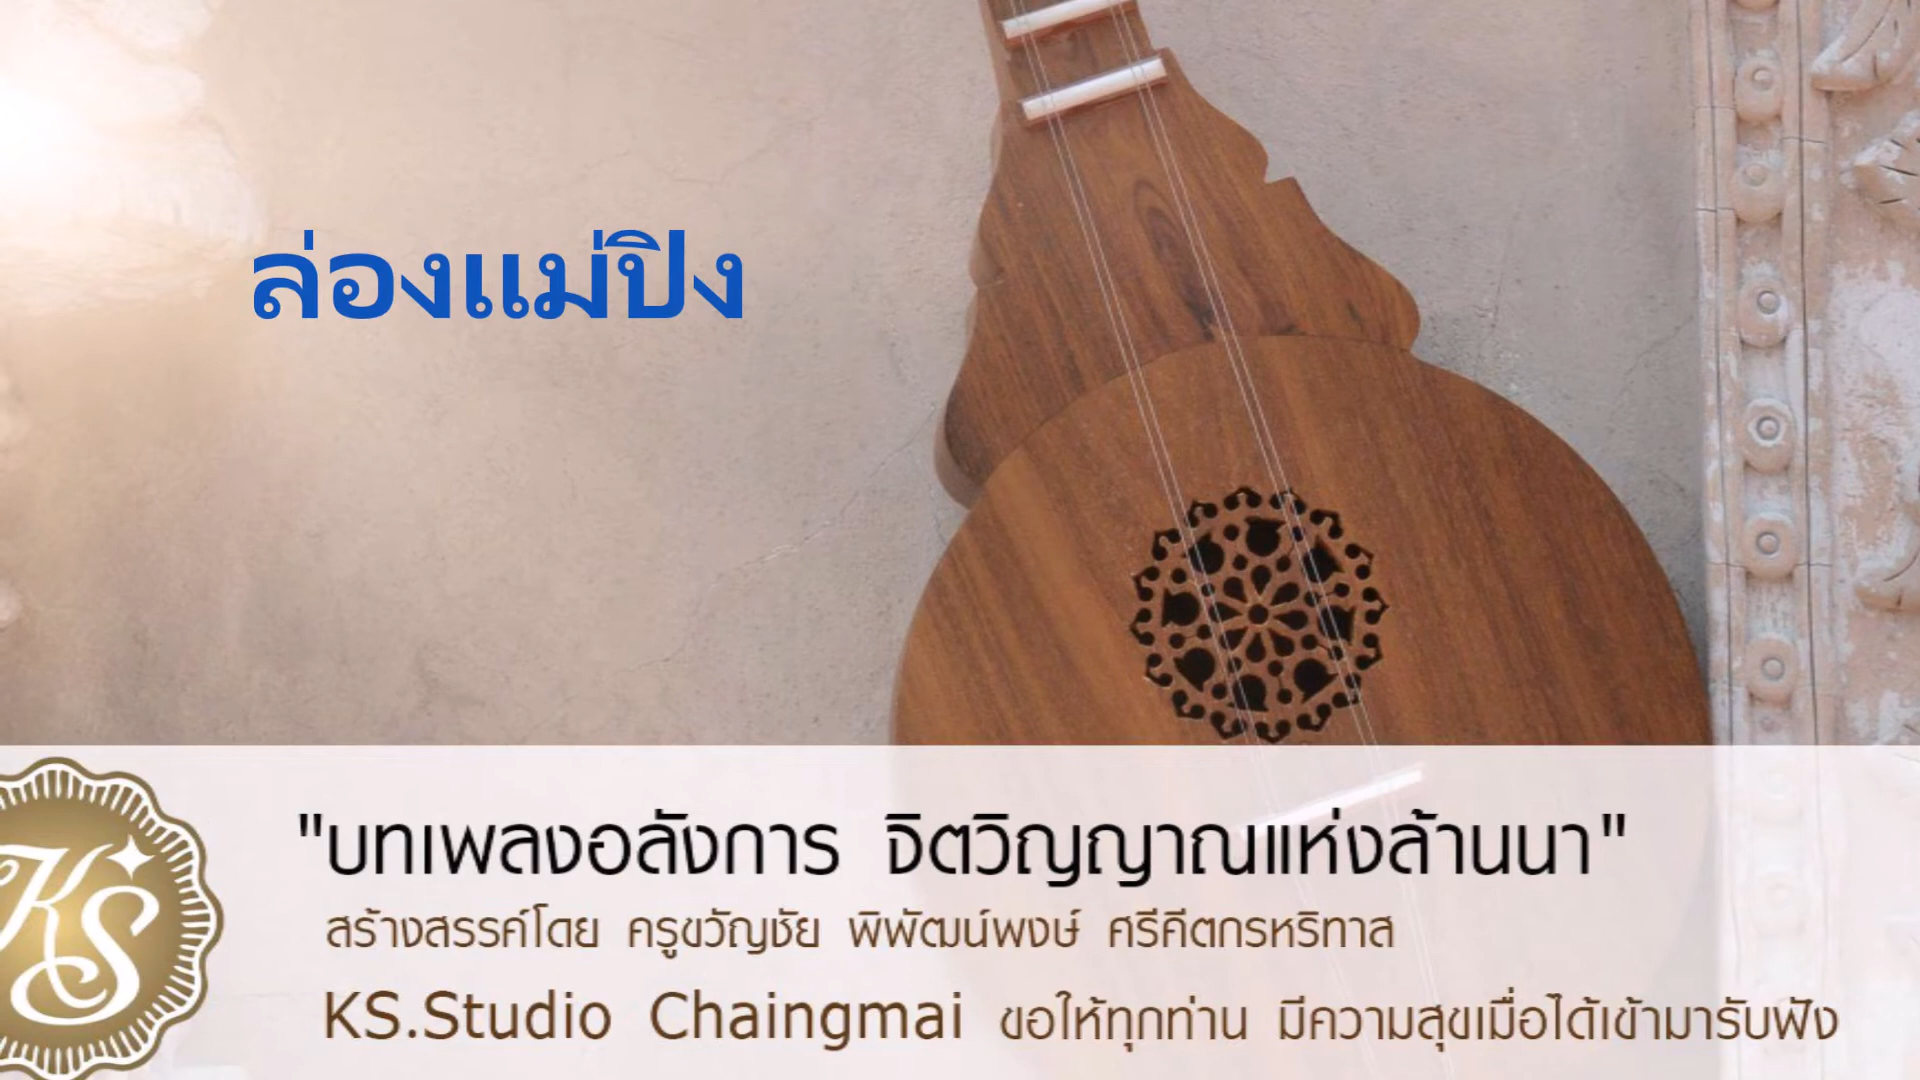 ล่องแม่ปิง
"บทเพลงอลังการ จิตวิญญาณแห่งล้านนา"
สร้างสรรค์โดย ครูขวัญชัย พิพัฒน์พงษ์ ศรีคีตกรหริทาส
KS
KS.Studio Chaingmai ขอให้ทุกท่าน มีความสุขเมื่อได้เข้ามารับฟัง